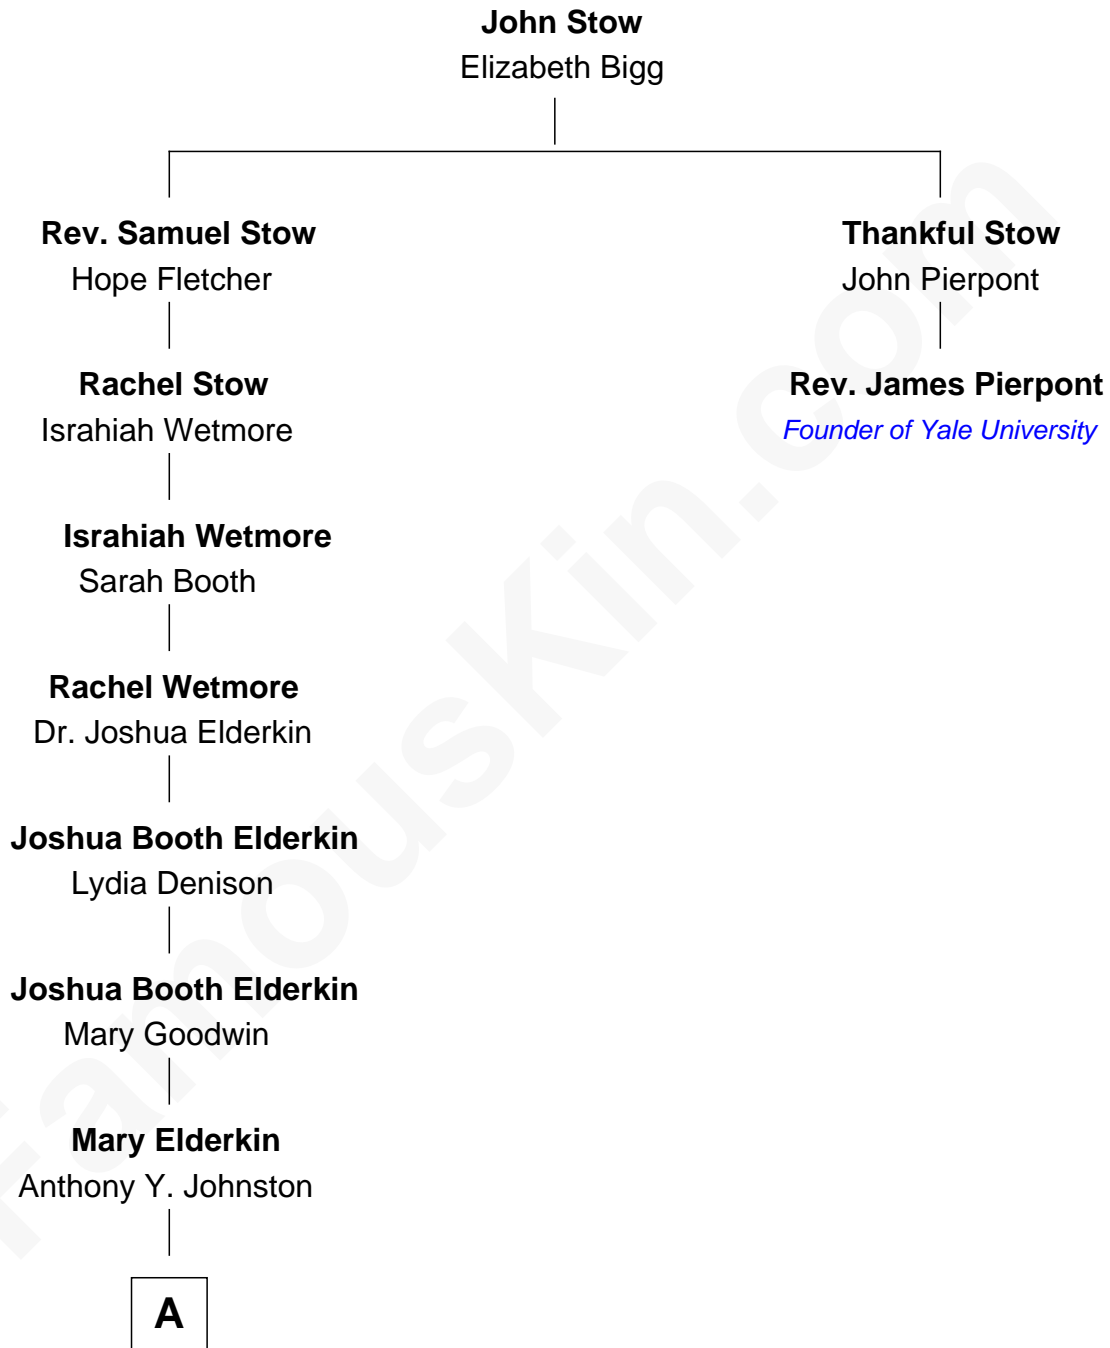 John Stow
Elizabeth Bigg
Rev. Samuel Stow
Hope Fletcher
Thankful Stow
John Pierpont
Rachel Stow
Israhiah Wetmore
Rev. James Pierpont
Founder of Yale University
Israhiah Wetmore
Sarah Booth
Rachel Wetmore
Dr. Joshua Elderkin
Joshua Booth Elderkin
Lydia Denison
Joshua Booth Elderkin
Mary Goodwin
Mary Elderkin
Anthony Y. Johnston
A
FamousKin.com